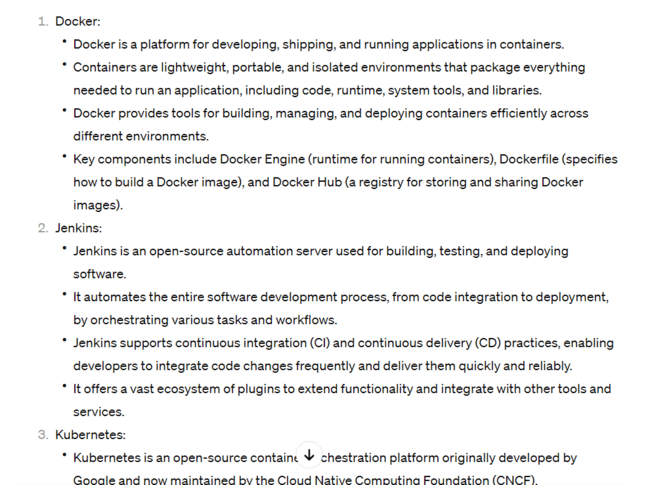 1. Docker:
• Docker is a platform for developing, shipping, and running applications in containers.
• Containers are lightweight, portable, and isolated environments that package everything
needed to run an application, including code, runtime, system tools, and libraries.
• Docker provides tools for building, managing, and deploying containers efficiently across
different environments.
• Key components include Docker Engine (runtime for running containers), Dockerfile (specifies
how to build a Docker image), and Docker Hub (a registry for storing and sharing Docker
images).
2. Jenkins:
• Jenkins is an open-source automation server used for building, testing, and deploying
software.
• It automates the entire software development process, from code integration to deployment,
by orchestrating various tasks and workflows.
• Jenkins supports continuous integration (CI) and continuous delivery (CD) practices, enabling
developers to integrate code changes frequently and deliver them quickly and reliably.
• It offers a vast ecosystem of plugins to extend functionality and integrate with other tools and
services.
3. Kubernetes:
• Kubernetes is an open-source containe chestration platform originally developed by
Google and now maintained by the Cloud Native Computing Foundation (CNCF).